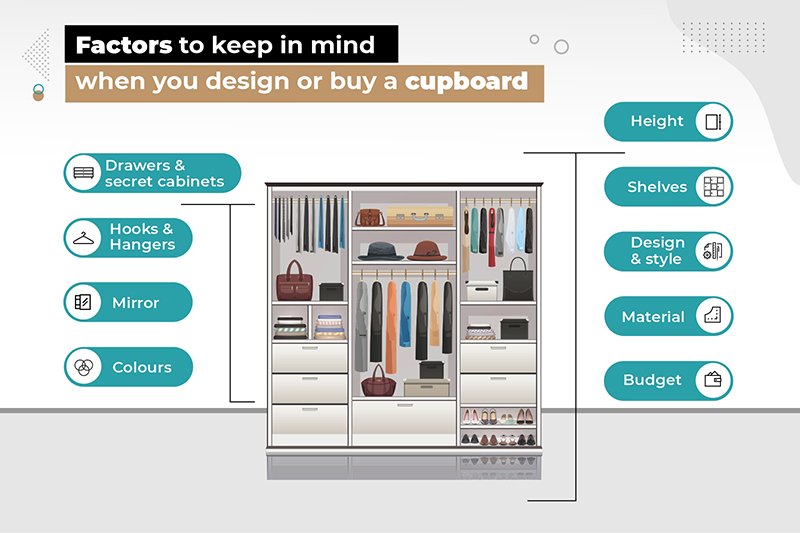 Factors to keep in mind
when you design or buy a cupboard
Drawers &
secret cabinets
Hooks &
Hangers
Mirror
Colours
Height
Shelves
Design
& style
Material
Budget